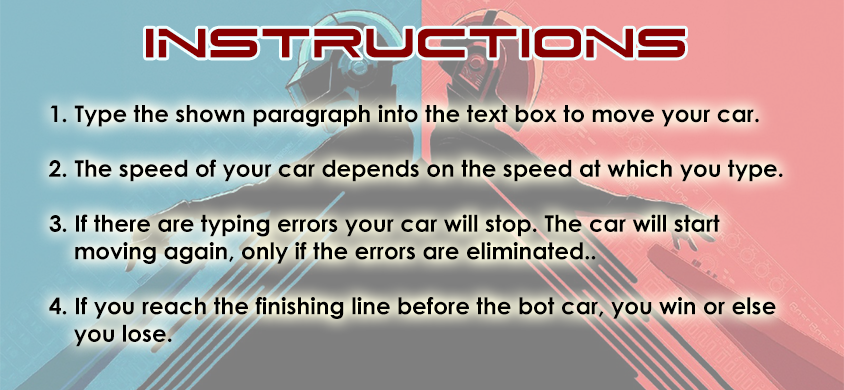 INSTRUCTIONS
1. Type the shown paragraph into the text box to move your car.
2. The speed of your car depends on the speed at which you type.
3. If there are typing errors your car will stop. The car will start
moving again, only if the errors are eliminated..
4. If you reach the finishing line before the bot car, you win or else
you lose.